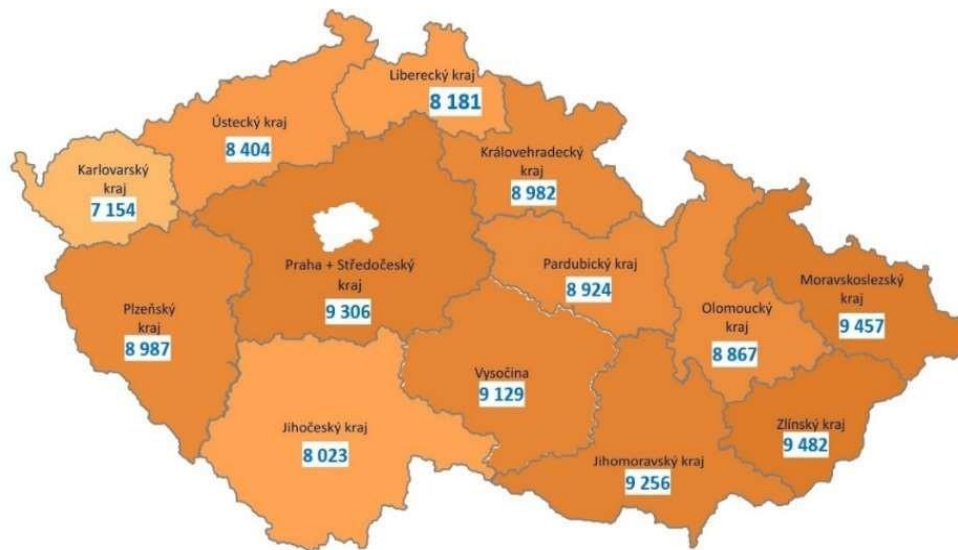 Liberecký kraj
8 181
Ústecký kraj
8 404
Královehradecký
kraj
8 982
Karlovarský
kraj
7 154
Praha + Středočeský
kraj
9 306
Pardubický kraj
8 924
Moravskoslezský
kraj
9 457
Plzeňský
kraj
8 987
Olomoucký
kraj
8 867
Vysočina
9 129
Jihočeský kraj
8 023
Zlínský kraj
9 482
Jihomoravský kraj
9 256